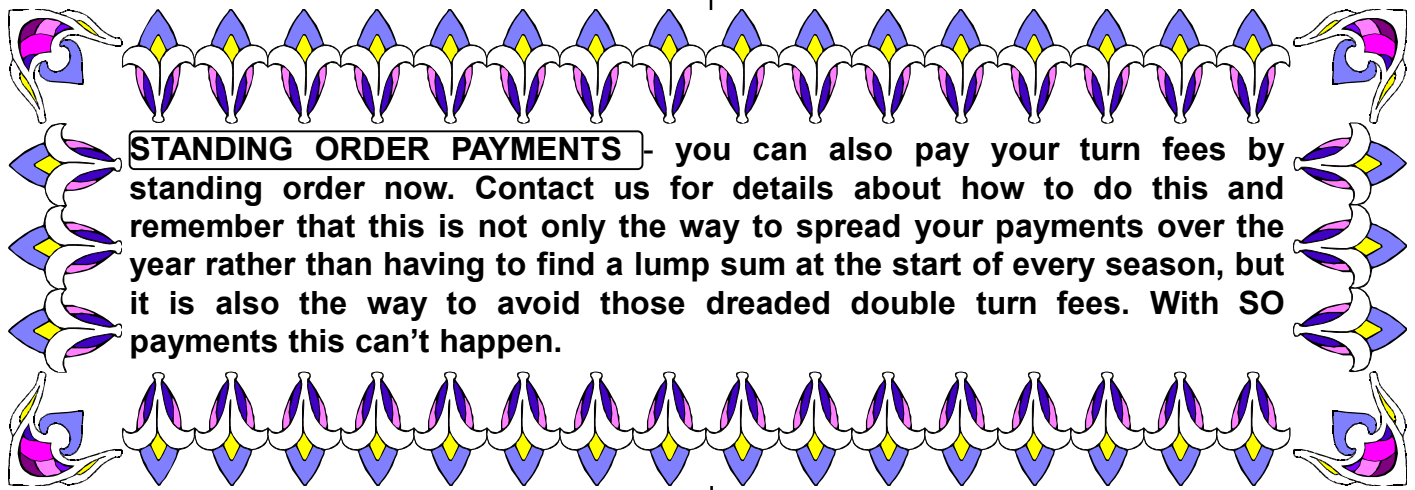 STANDING ORDER PAYMENTS - you can also pay your turn fees by
standing order now. Contact us for details about how to do this and
remember that this is not only the way to spread your payments over the
year rather than having to find a lump sum at the start of every season, but
it is also the way to avoid those dreaded double turn fees. With SO
payments this can’t happen.